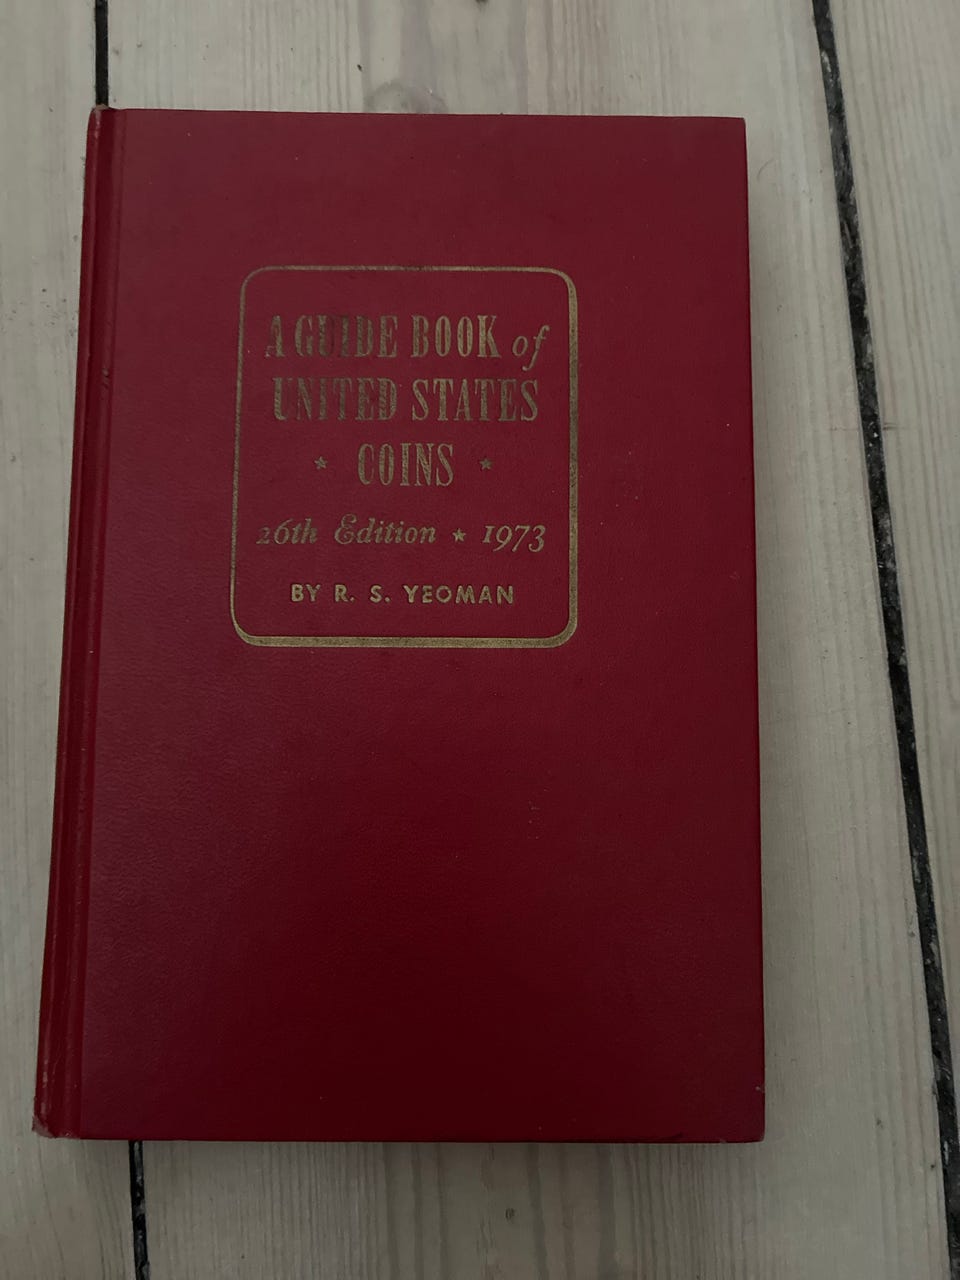 A GUIDE BOOK of
UNITED STATES
★ COINS ★
26th Edition ★ 1973
BY R. S. YEOMAN